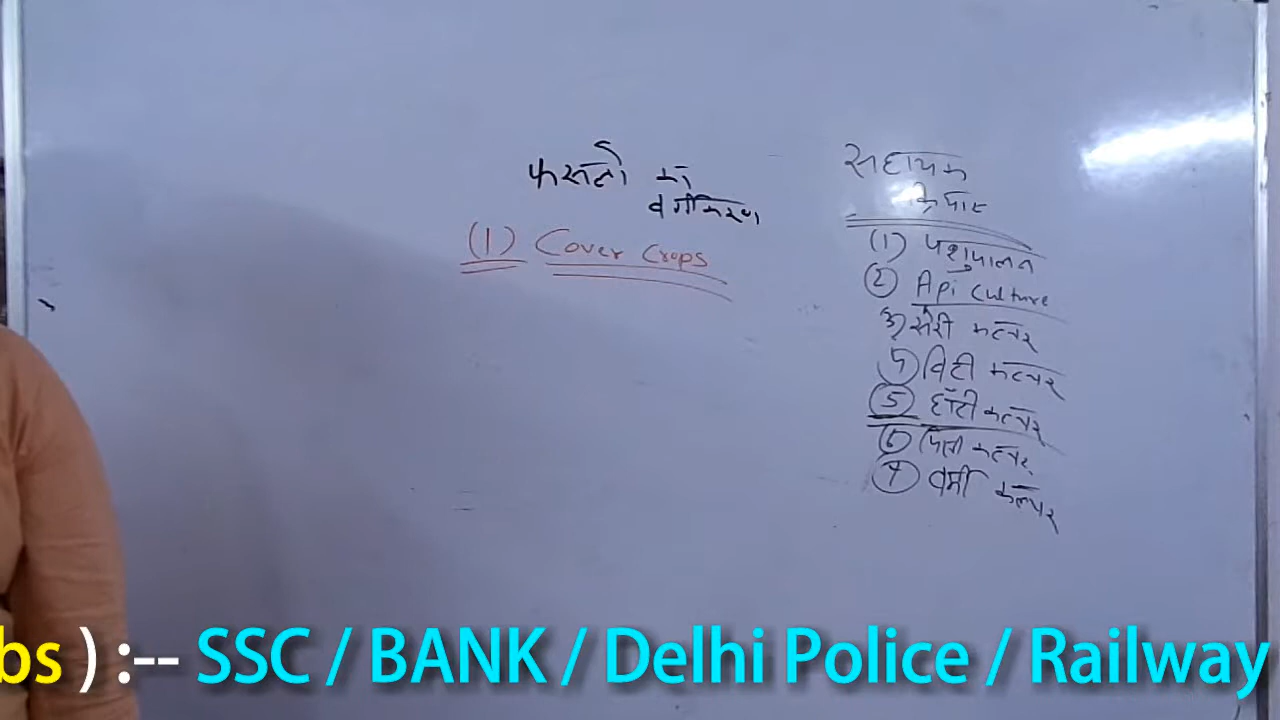 फसलों का
वर्गीकरण
(1) Cover Crops
सहायक
क्रियाएं
(1) पशुपालन
(2) Api Culture
3) सेरी कल्चर
4) विटी कल्चर
(5) हॉर्टी कल्चर
(6) पिसी कल्चर
(7) वर्मी कल्चर
bs ) :-- SSC / BANK / Delhi Police / Railway